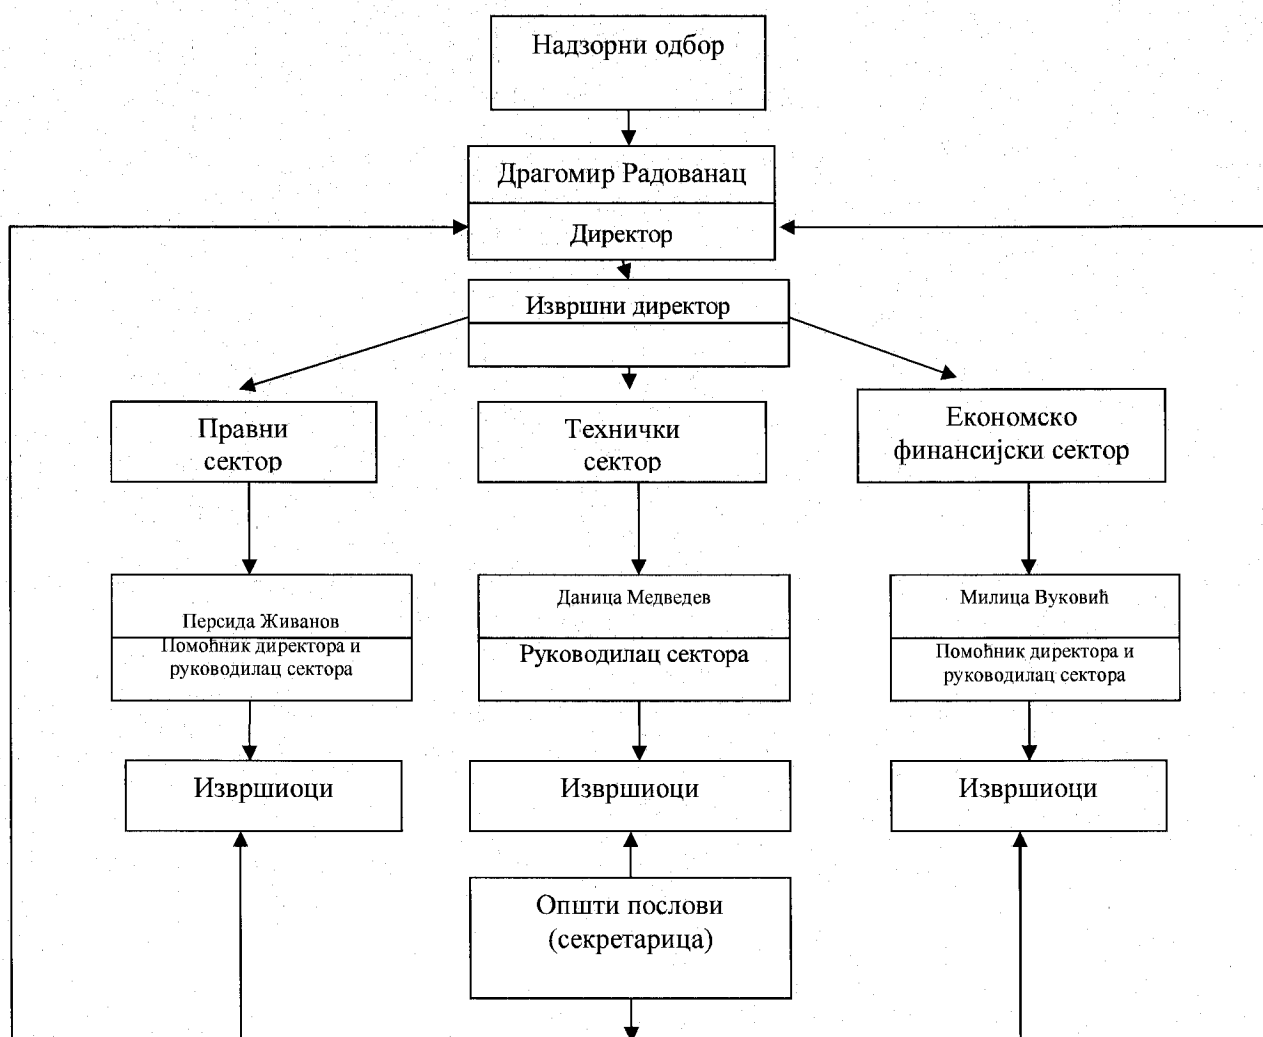 Надзорни одбор
Драгомир Радованац
Директор
Извршни директор
Правни
сектор
Технички
сектор
Економско
финансијски сектор
Персида Живанов
Помоћник директора и
руководилац сектора
Даница Медведев
Руководилац сектора
Милица Вуковић
Помоћник директора и
руководилац сектора
Извршиоци
Извршиоци
Извршиоци
Општи послови
(секретарица)